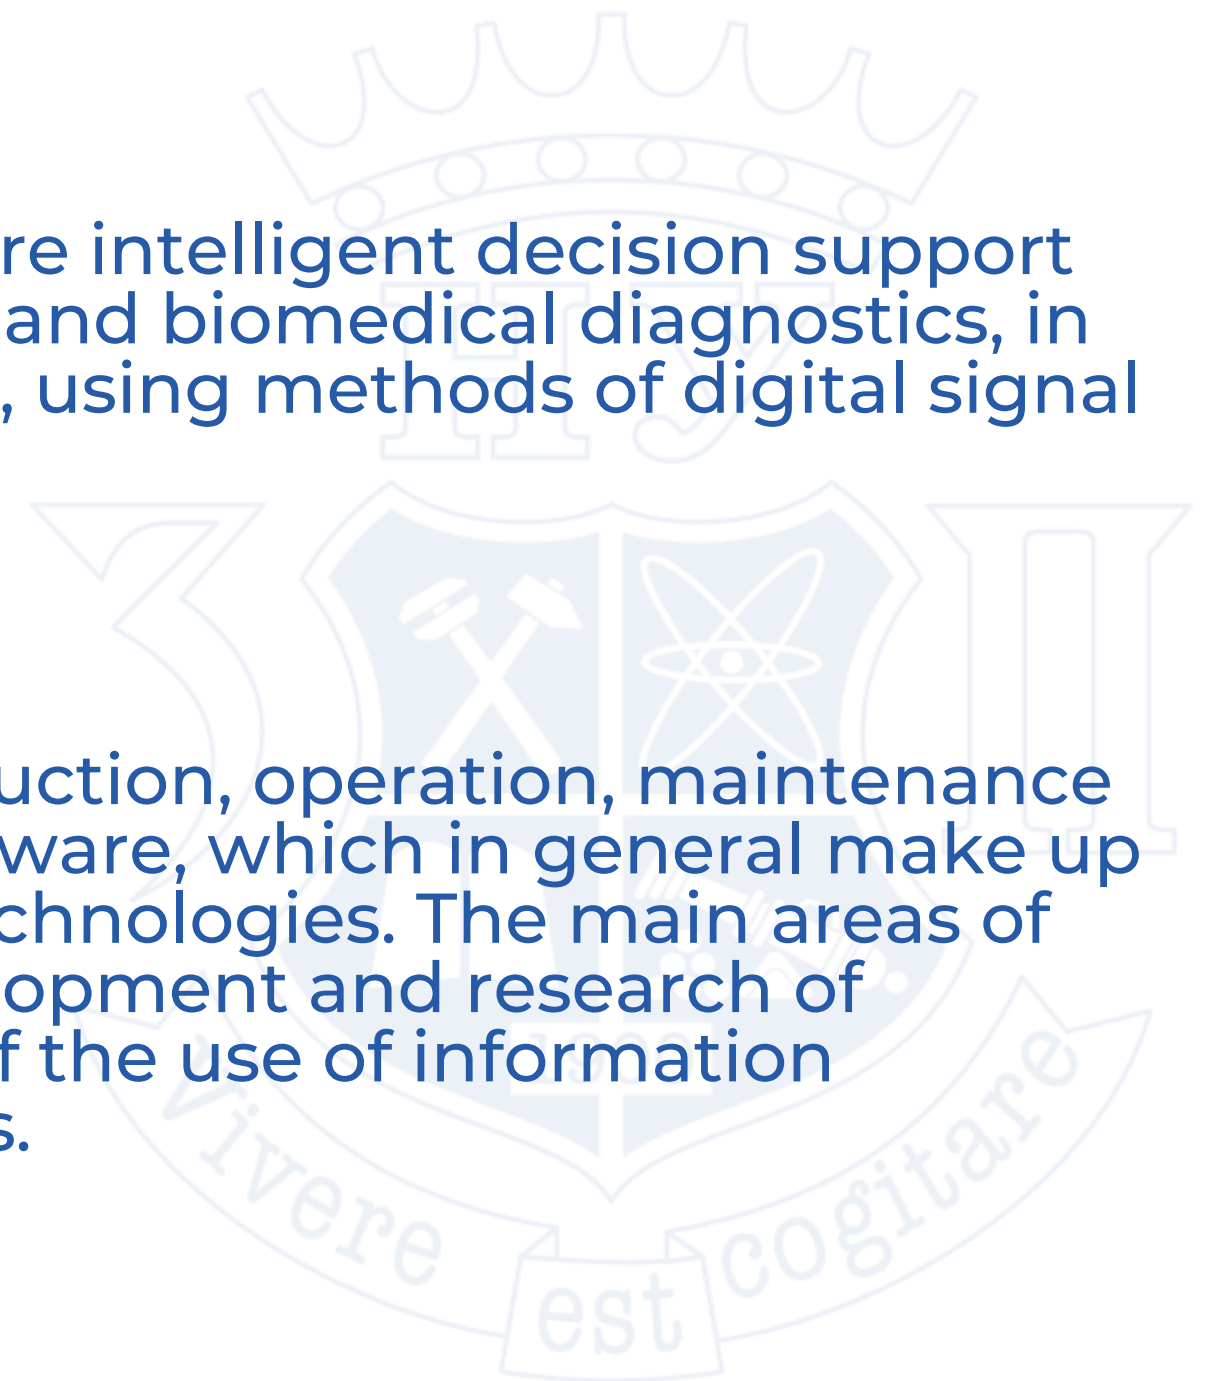 re intelligent decision support
and biomedical diagnostics, in
, using methods of digital signal
uction, operation, maintenance
ware, which in general make up
chnologies. The main areas of
opment and research of
f the use of information
s.
НУ
ЗП
Vivere est cogitare